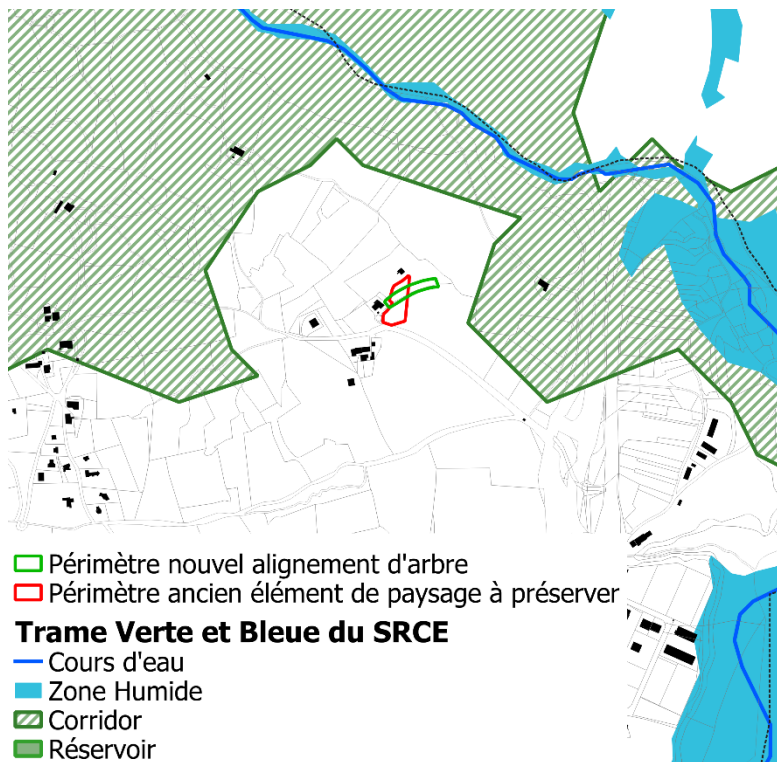 Périmètre nouvel alignement d'arbre
Périmètre ancien élément de paysage à préserver
Trame Verte et Bleue du SRCE
Cours d'eau
Zone Humide
Corridor
Réservoir